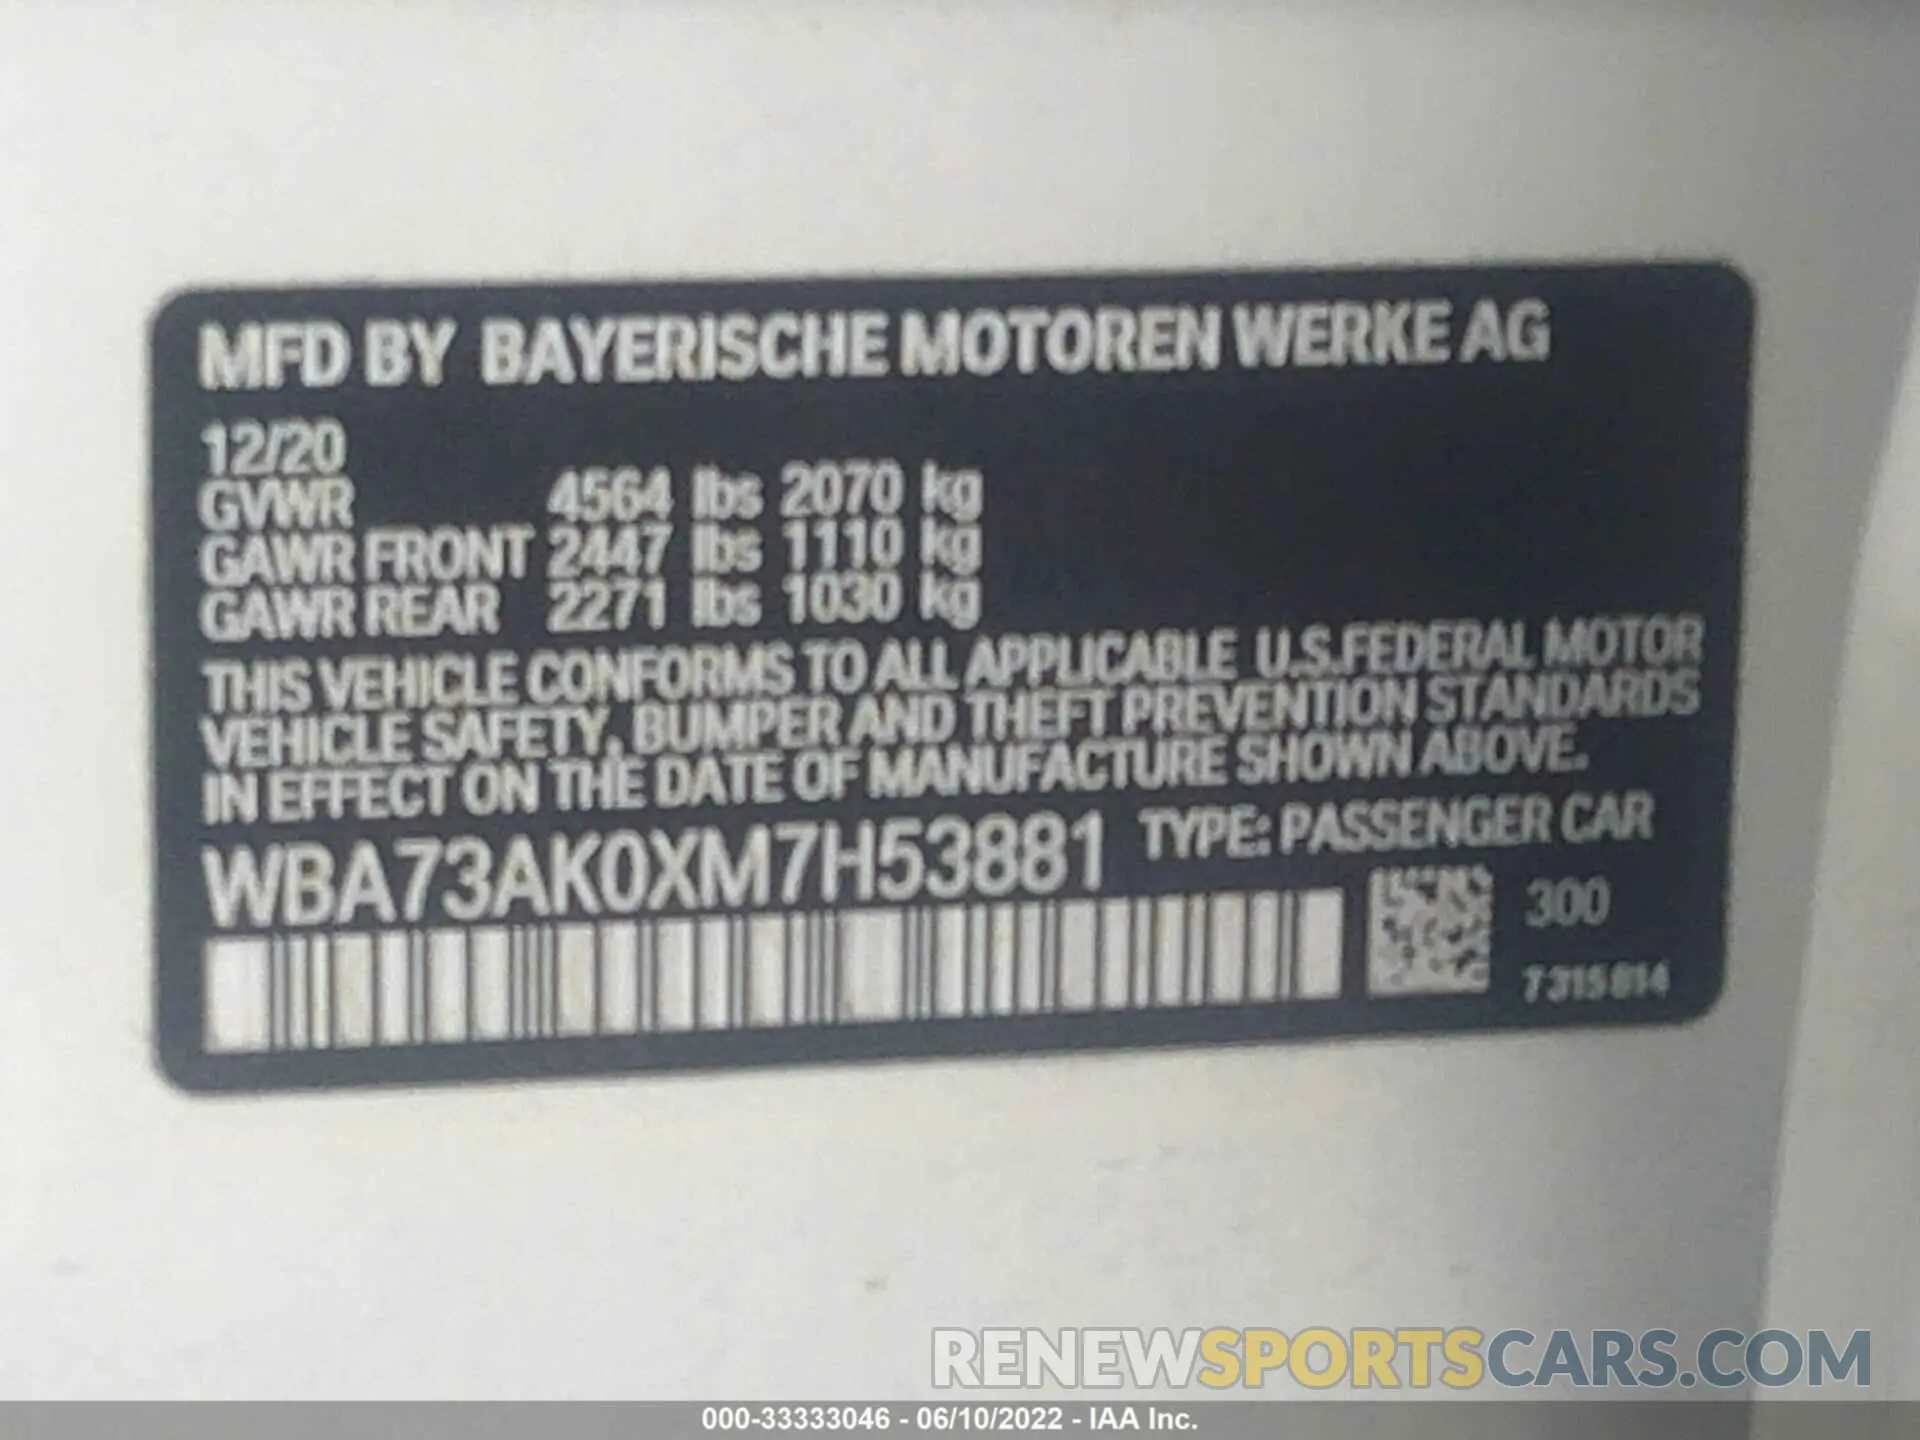 MFD BY BAYERISCHE MOTOREN WERKE AG
12/20
GVWR 4564 lbs 2070 kg
GAWR FRONT 2447 lbs 1110 kg
GAWR REAR 2271 lbs 1030 kg
THIS VEHICLE CONFORMS TO ALL APPLICABLE U.S.FEDERAL MOTOR
VEHICLE SAFETY, BUMPER AND THEFT PREVENTION STANDARDS
IN EFFECT ON THE DATE OF MANUFACTURE SHOWN ABOVE.
WBA73AK0XM7H53881 TYPE: PASSENGER CAR
300
7315814
RENEWSPORTSCARS.COM
000-33333046 - 06/10/2022 - IAA Inc.